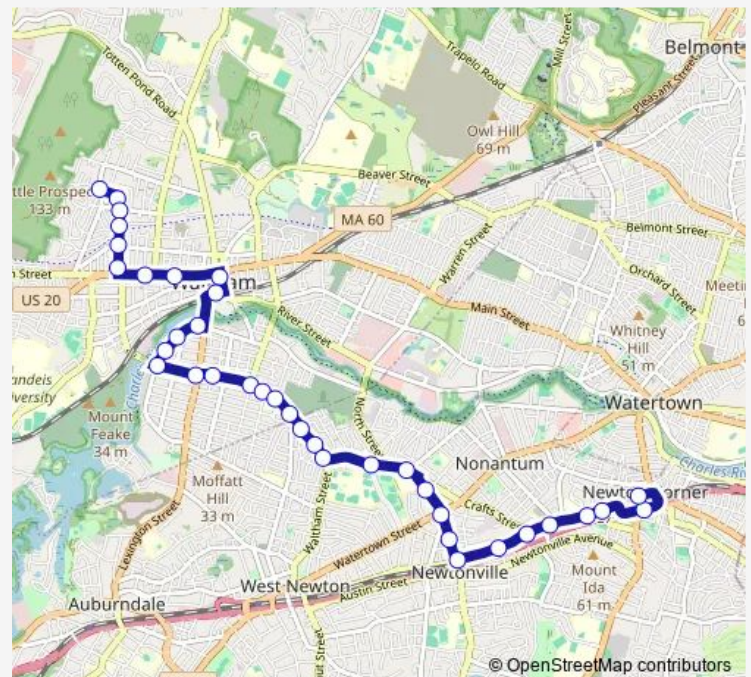 Belmont
Totten Pond Road
Trapelo Road
Mill Street
Pleasant Street
Owl Hill
69 m
Beaver Street
ttle Prospec
133 m
MA 60
Warren Street
Belmont Street
Orchard Street
n Street
US 20
Main Street
River Street
Whitney
Hill
51 m
andeis
iversity
Mount
Feake
34 m
North Street
Watertown
Nonantum
Charles Ri
Moffatt
Hill
33 m
Crafts Stre
Lexington Street
Waltham Street
Watertown Street
Newtonville Avenue
Newtonville
Mount
Ida
61 m
West Newton
Austin Street
Auburndale
© OpenStreetMap contributors